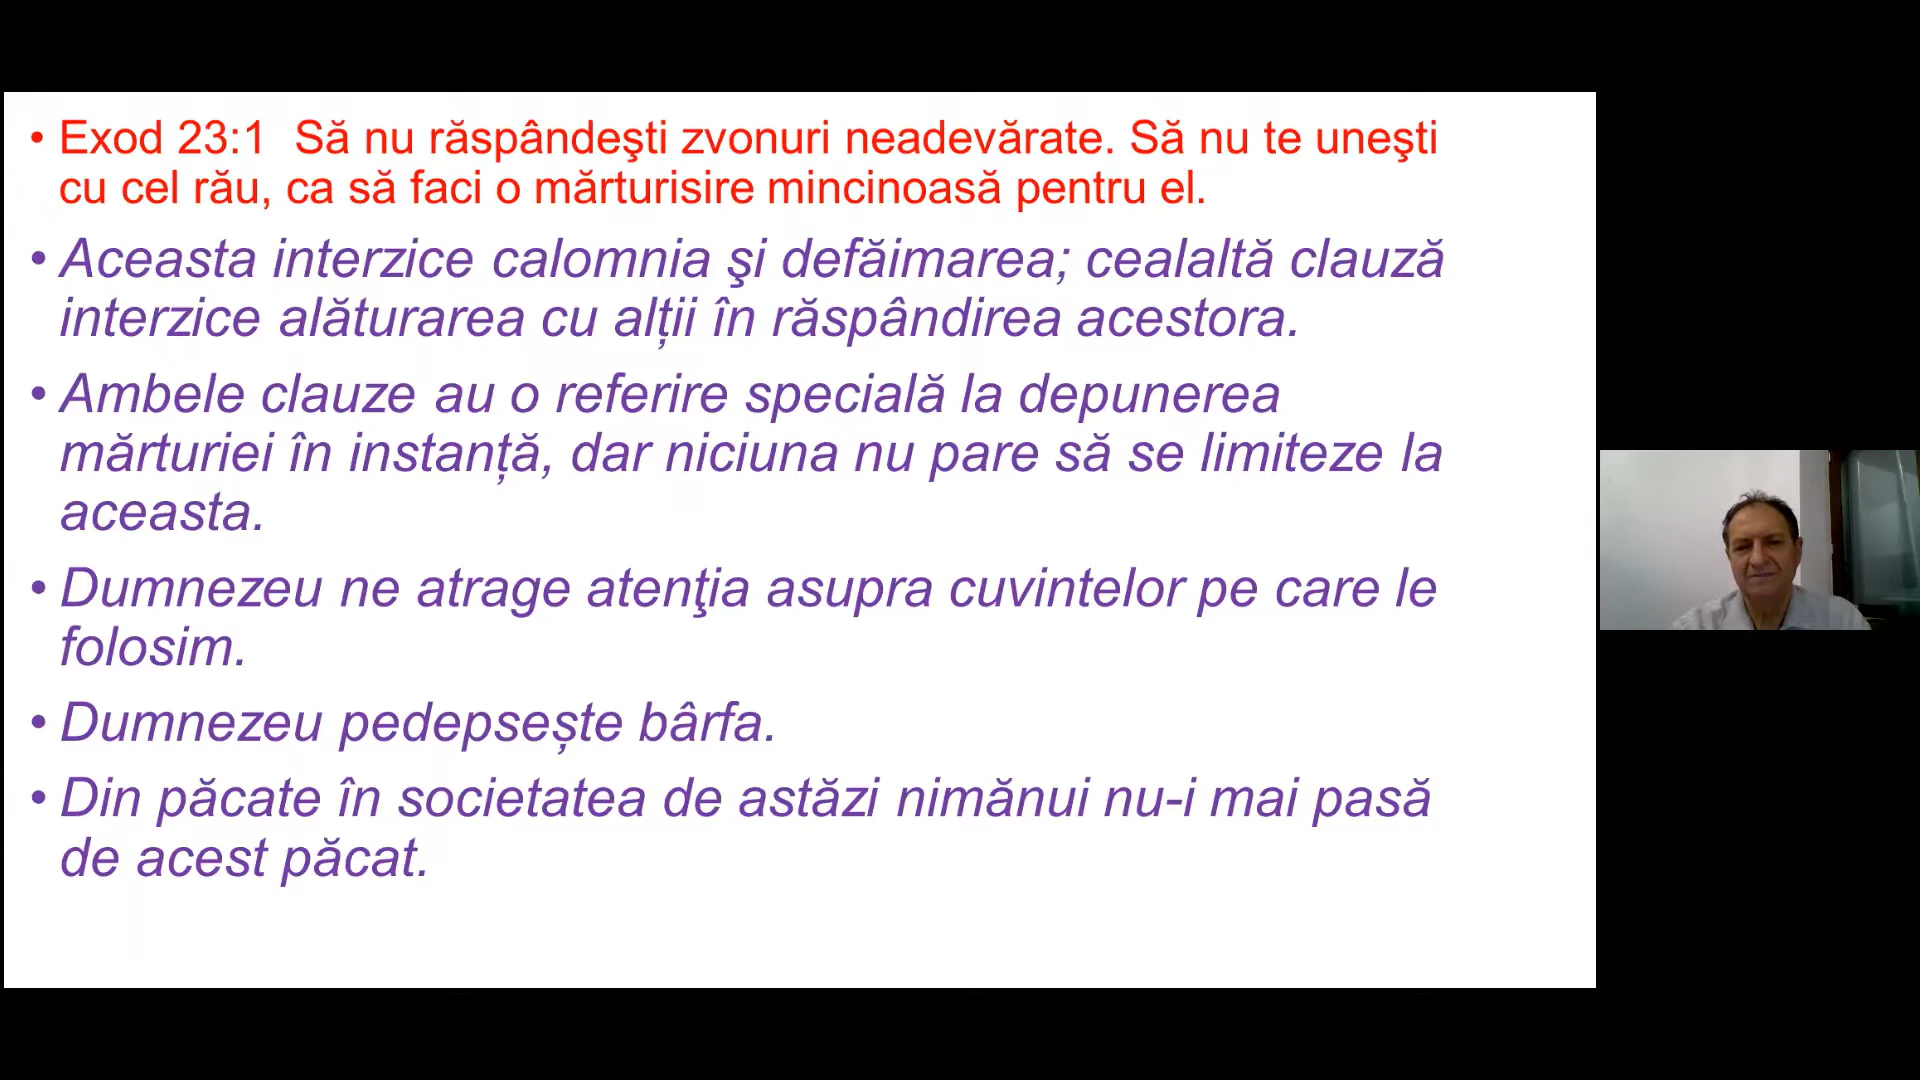 • Exod 23:1  Să nu răspândeşti zvonuri neadevărate. Să nu te uneşti
cu cel rău, ca să faci o mărturisire mincinoasă pentru el.
• Aceasta interzice calomnia şi defăimarea; cealaltă clauză
interzice alăturarea cu alții în răspândirea acestora.
• Ambele clauze au o referire specială la depunerea
mărturiei în instanță, dar niciuna nu pare să se limiteze la
aceasta.
• Dumnezeu ne atrage atenţia asupra cuvintelor pe care le
folosim.
• Dumnezeu pedepsește bârfa.
• Din păcate în societatea de astăzi nimănui nu-i mai pasă
de acest păcat.